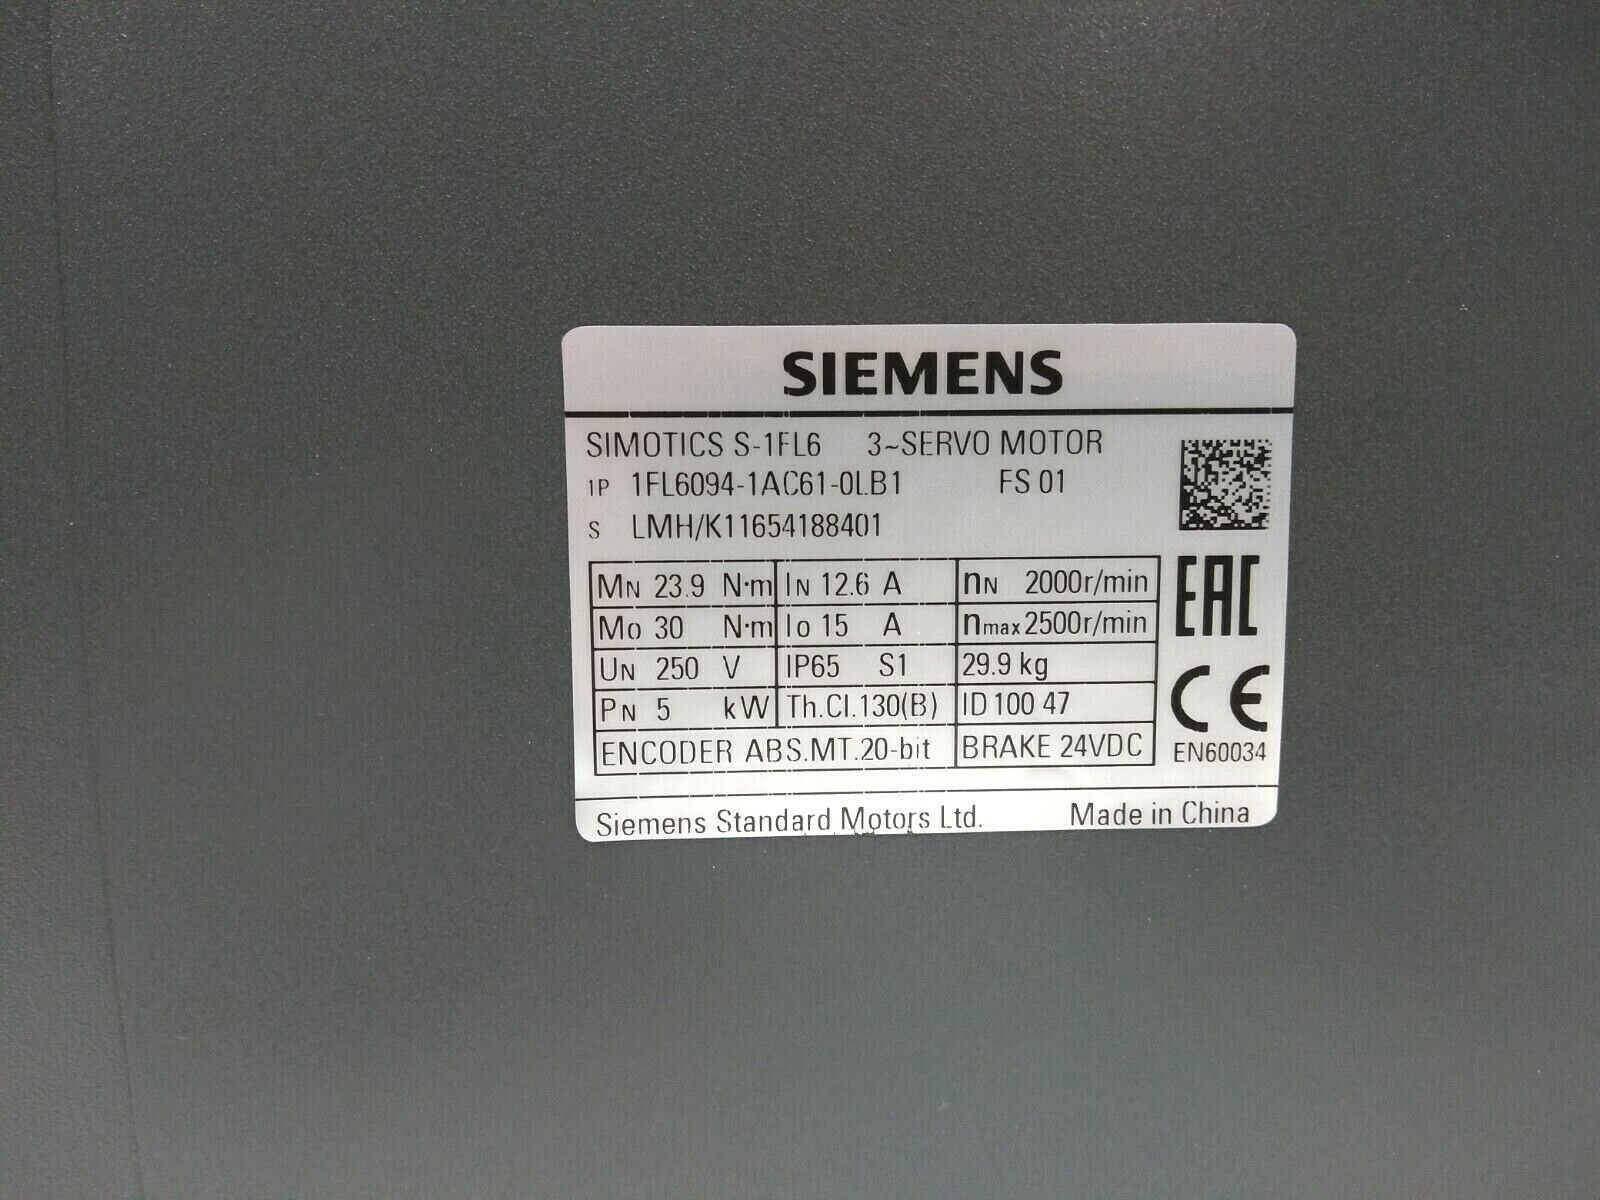 SIEMENS
SIMOTICS S-1FL6 3~SERVO MOTOR
1P 1FL6094-1AC61-0LB1 FS 01
S LMH/K11654188401
MN 23.9 N·m IN 12.6 A nN 2000r/min
Mo 30 N·m Io 15 A nmax 2500r/min
UN 250 V IP65 S1 29.9 kg
PN 5 kW Th.Cl.130(B) ID 100 47
ENCODER ABS.MT.20-bit BRAKE 24VDC
EAC
CE
EN60034
Siemens Standard Motors Ltd. Made in China